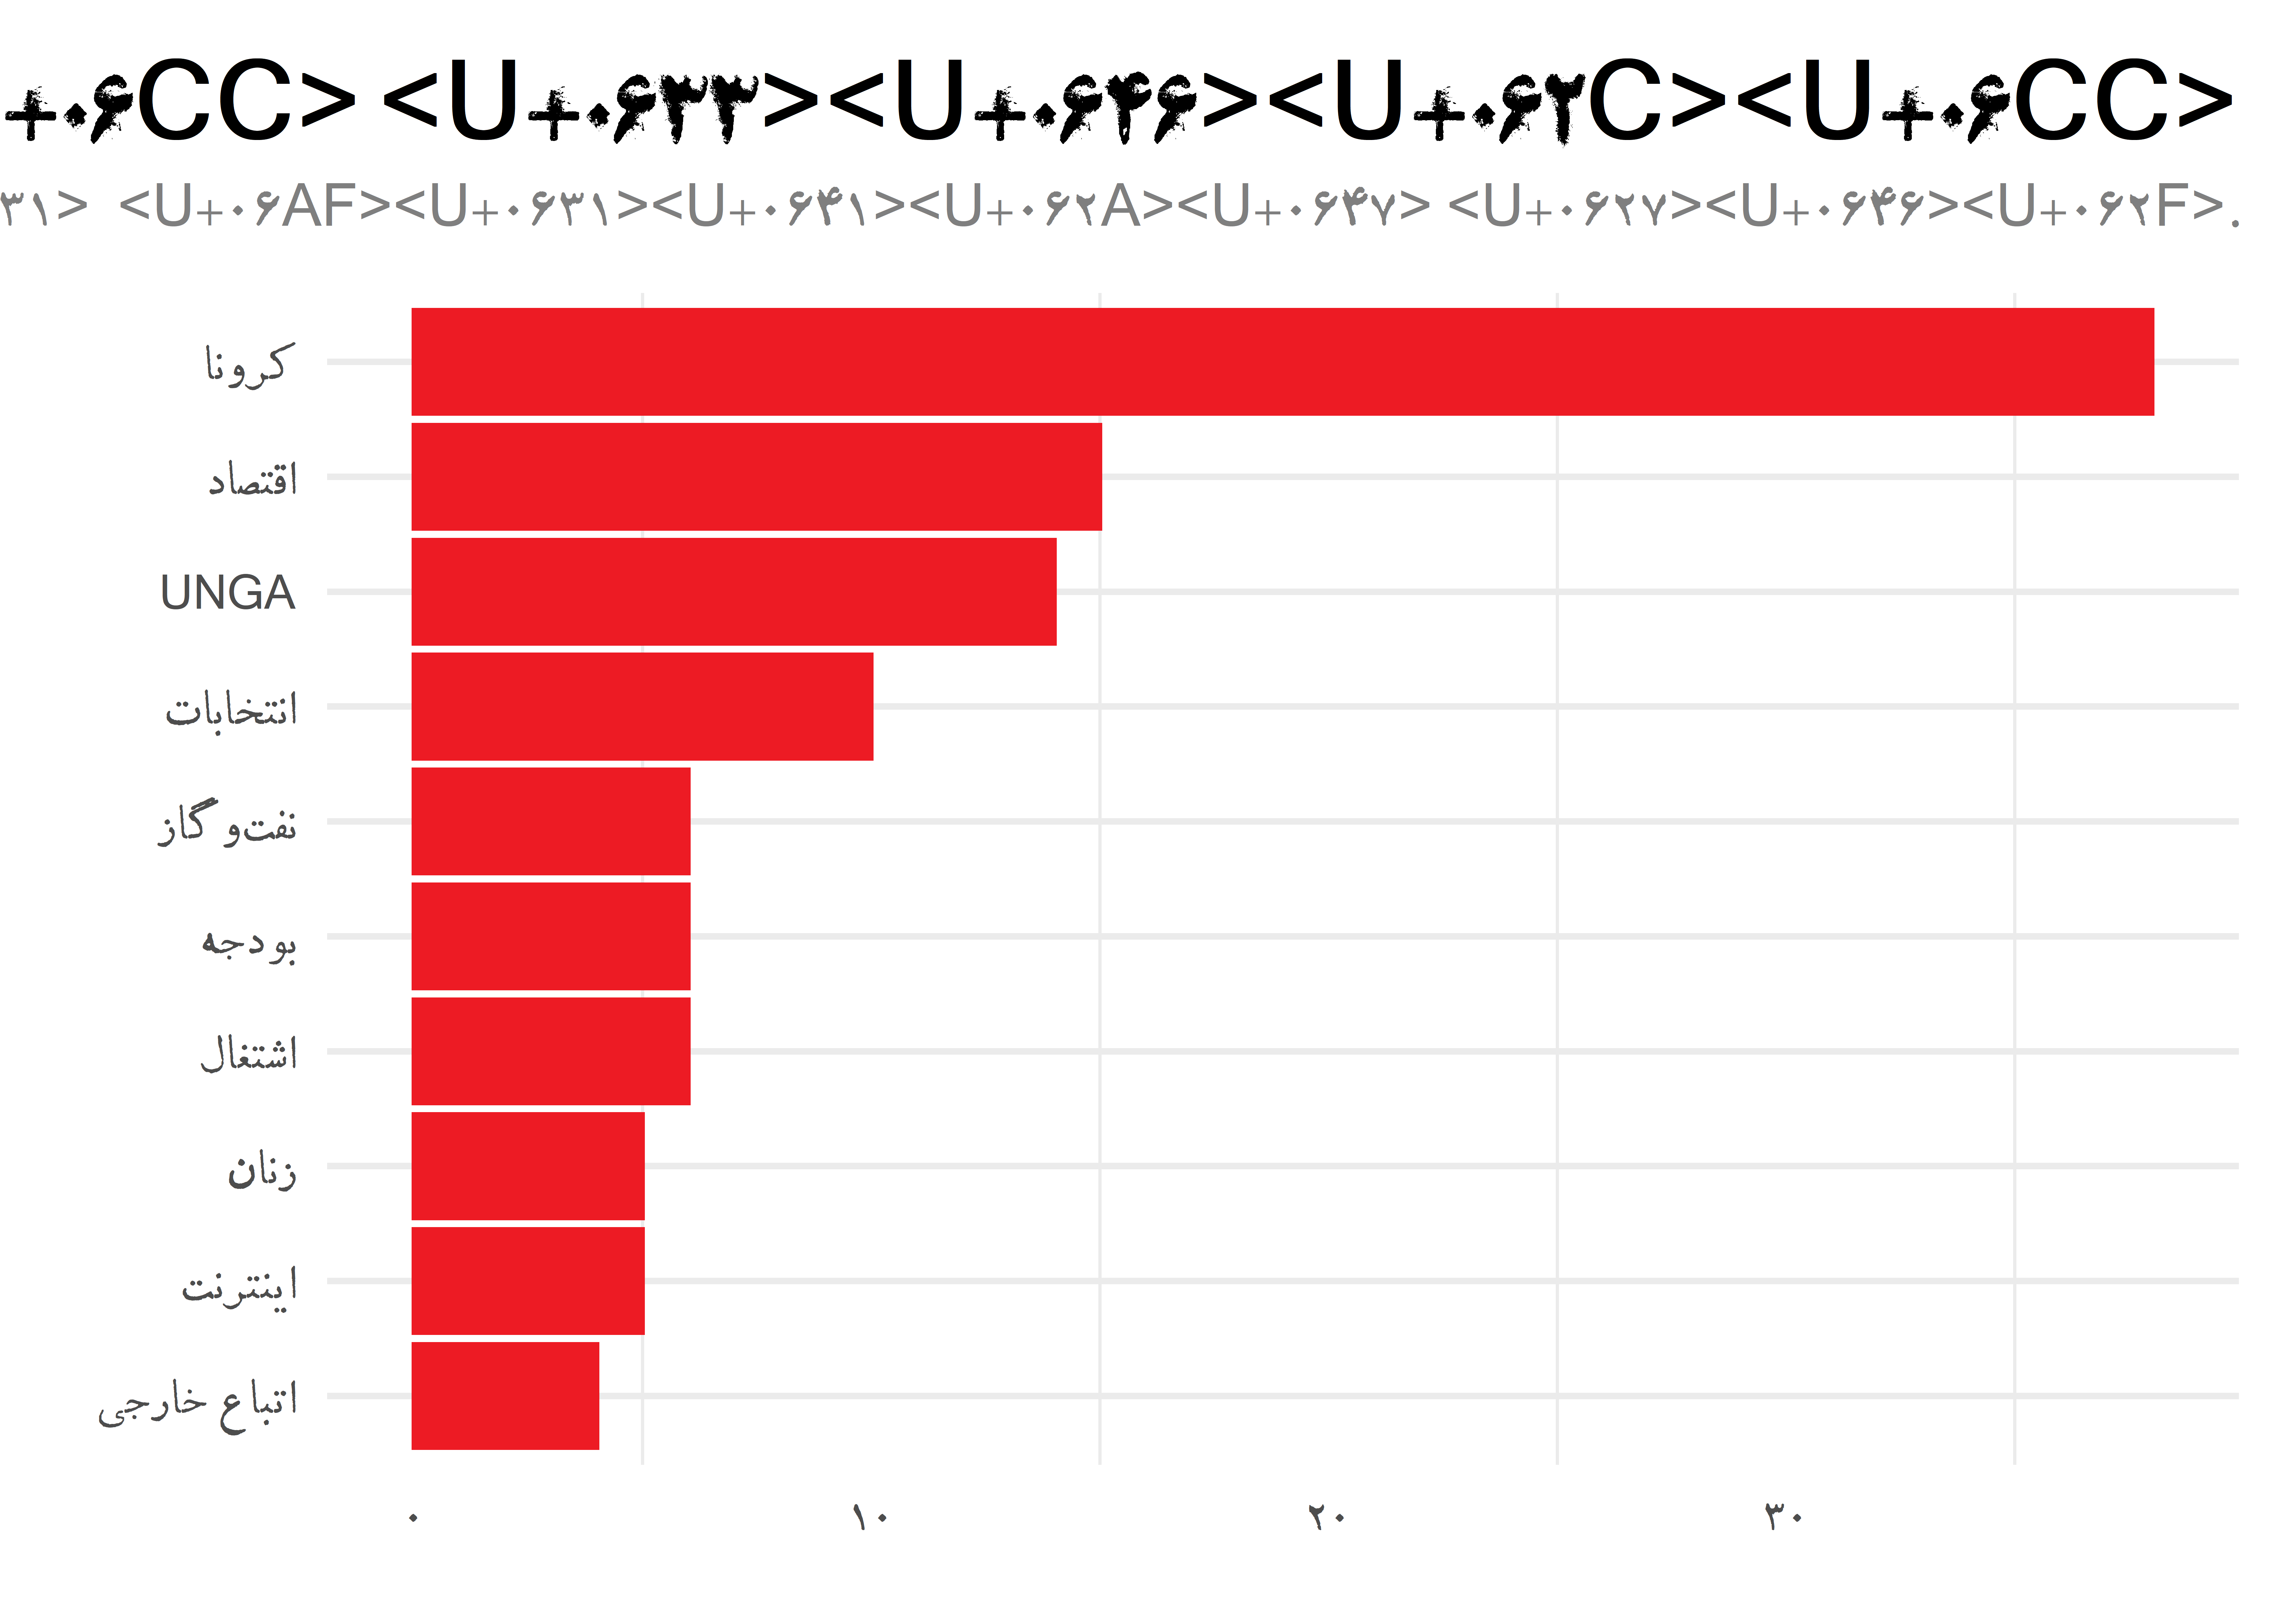 +۰۶CC> <U+۰۶۳۳><U+۰۶۴۶><U+۰۶۲C><U+۰۶CC>
۳۱> <U+۰۶AF><U+۰۶۳۱><U+۰۶۴۱><U+۰۶۲A><U+۰۶۴۷> <U+۰۶۲۷><U+۰۶۴۶><U+۰۶۲F>.
کرونا
اقتصاد
UNGA
انتخابات
نفت‌و گاز
بودجه
اشتغال
زنان
اینترنت
اتباع خارجی
۰ ۱۰ ۲۰ ۳۰